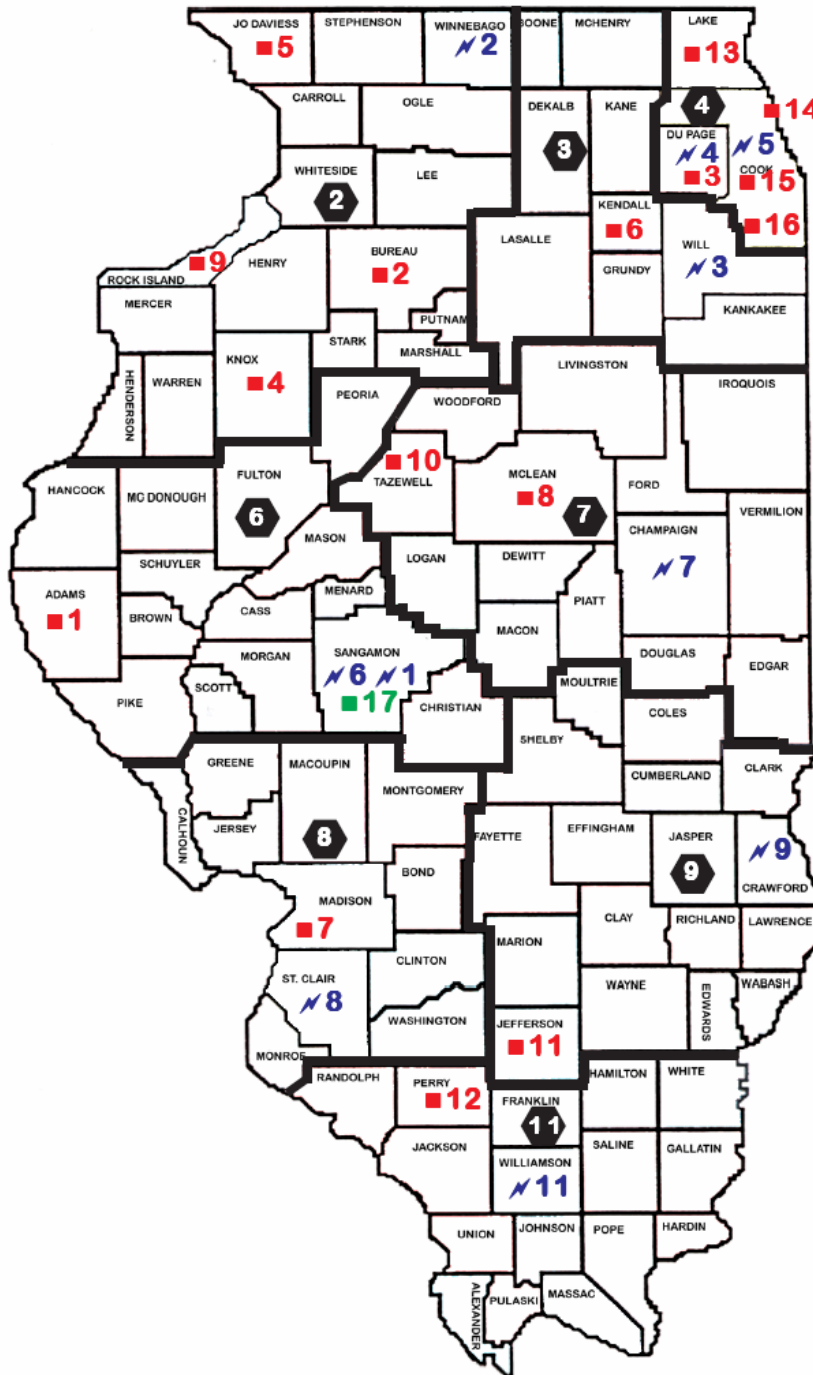 JO DAVIESS
5
STEPHENSON
WINNEBAGO
2
BOONE
MCHENRY
LAKE
13
CARROLL
OGLE
DEKALB
3
KANE
4
14
DU PAGE
4
3
5
COOK
15
16
WHITESIDE
2
LEE
KENDALL
6
LASALLE
WILL
3
GRUNDY
KANKAKEE
ROCK ISLAND
9
HENRY
BUREAU
2
PUTNAM
MERCER
STARK
MARSHALL
KNOX
4
HENDERSON
WARREN
PEORIA
WOODFORD
LIVINGSTON
IROQUOIS
10
TAZEWELL
MCLEAN
8
7
FORD
VERMILION
HANCOCK
MC DONOUGH
FULTON
6
MASON
LOGAN
DEWITT
PIATT
CHAMPAIGN
7
SCHUYLER
ADAMS
1
BROWN
CASS
MENARD
MACON
DOUGLAS
EDGAR
PIKE
SCOTT
MORGAN
SANGAMON
6
1
17
CHRISTIAN
MOULTRIE
COLES
SHELBY
GREENE
MACOUPIN
8
MONTGOMERY
CUMBERLAND
CLARK
CALHOUN
JERSEY
FAYETTE
EFFINGHAM
JASPER
9
9
CRAWFORD
BOND
MADISON
7
CLAY
RICHLAND
LAWRENCE
MARION
CLINTON
ST. CLAIR
8
WASHINGTON
WAYNE
EDWARDS
WABASH
MONROE
JEFFERSON
11
RANDOLPH
PERRY
12
FRANKLIN
11
HAMILTON
WHITE
JACKSON
WILLIAMSON
11
SALINE
GALLATIN
UNION
JOHNSON
POPE
HARDIN
ALEXANDER
PULASKI
MASSAC